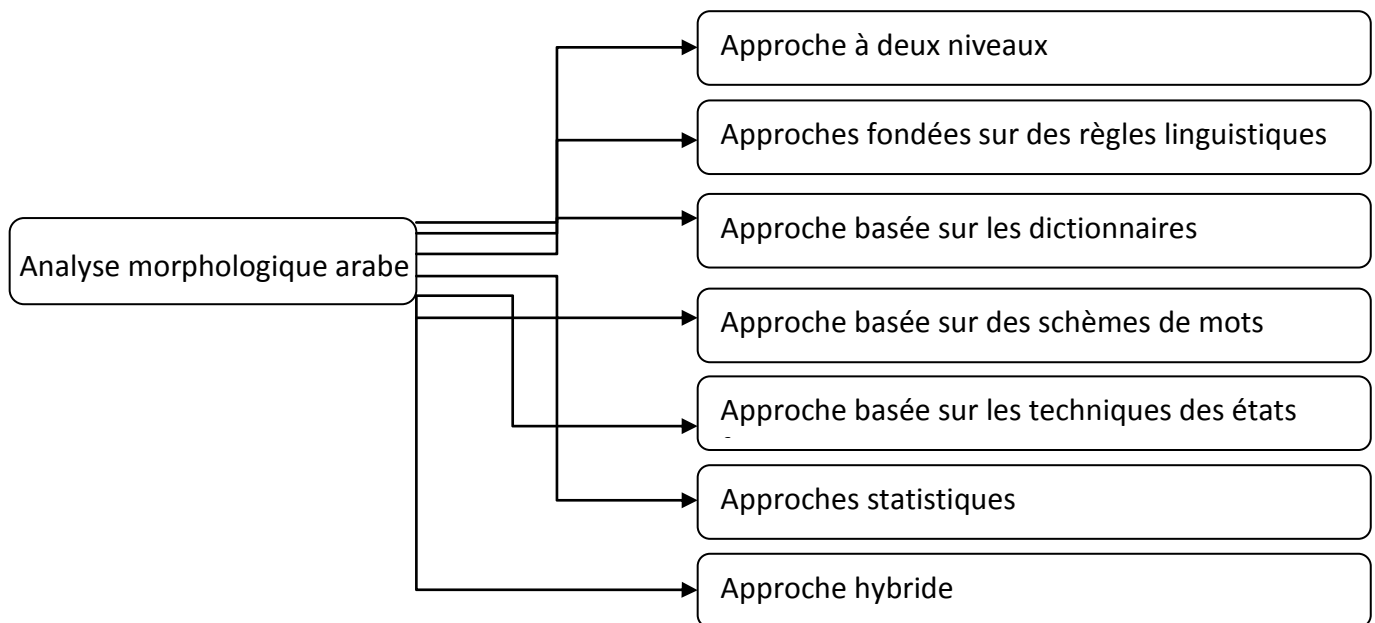 Approche à deux niveaux
Approches fondées sur des règles linguistiques
Approche basée sur les dictionnaires
Analyse morphologique arabe
Approche basée sur des schèmes de mots
Approche basée sur les techniques des états
Approches statistiques
Approche hybride